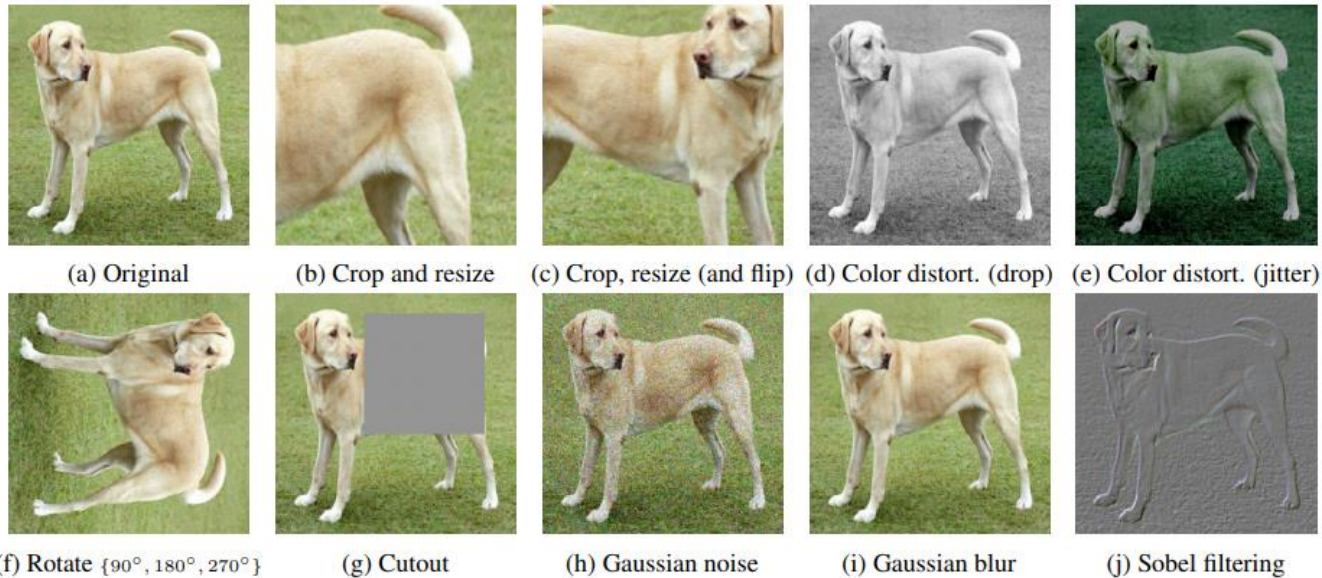 (a) Original
(b) Crop and resize
(c) Crop, resize (and flip)
(d) Color distort. (drop)
(e) Color distort. (jitter)
(f) Rotate {90°, 180°, 270°}
(g) Cutout
(h) Gaussian noise
(i) Gaussian blur
(j) Sobel filtering